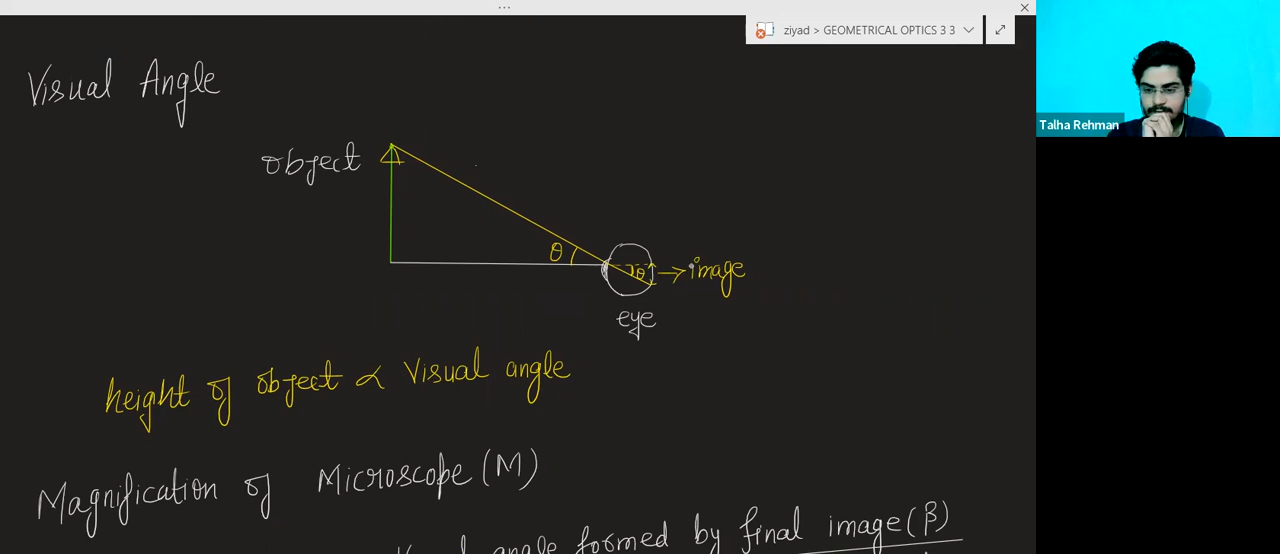 ziyad > GEOMETRICAL OPTICS 3 3
Talha Rehman
Visual Angle
object
θ
θ
image
eye
height of object ∝ Visual angle
Magnification of Microscope (M)
angle formed by final image (β)